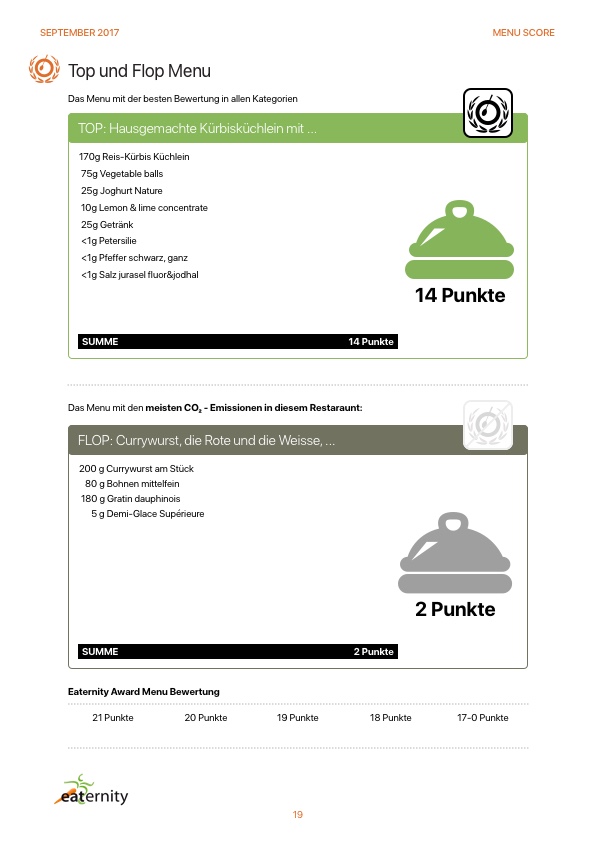 SEPTEMBER 2017 MENU SCORE
Top und Flop Menu
Das Menu mit der besten Bewertung in allen Kategorien
TOP: Hausgemachte Kürbisküchlein mit ...
170g Reis-Kürbis Küchlein
75g Vegetable balls
25g Joghurt Nature
10g Lemon & lime concentrate
25g Getränk
<1g Petersilie
<1g Pfeffer schwarz, ganz
<1g Salz jurasel fluor&jodhal
14 Punkte
SUMME 14 Punkte
Das Menu mit den meisten CO₂ - Emissionen in diesem Restaraunt:
FLOP: Currywurst, die Rote und die Weisse, ...
200 g Currywurst am Stück
80 g Bohnen mittelfein
180 g Gratin dauphinois
5 g Demi-Glace Supérieure
2 Punkte
SUMME 2 Punkte
Eaternity Award Menu Bewertung
21 Punkte 20 Punkte 19 Punkte 18 Punkte 17-0 Punkte
eaternity
19